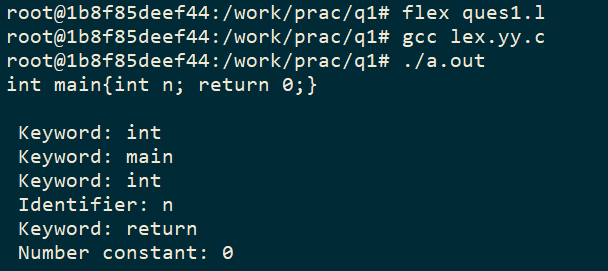 root@1b8f85deef44:/work/prac/q1# flex ques1.l
root@1b8f85deef44:/work/prac/q1# gcc lex.yy.c
root@1b8f85deef44:/work/prac/q1# ./a.out
int main{int n; return 0;}
Keyword: int
Keyword: main
Keyword: int
Identifier: n
Keyword: return
Number constant: 0